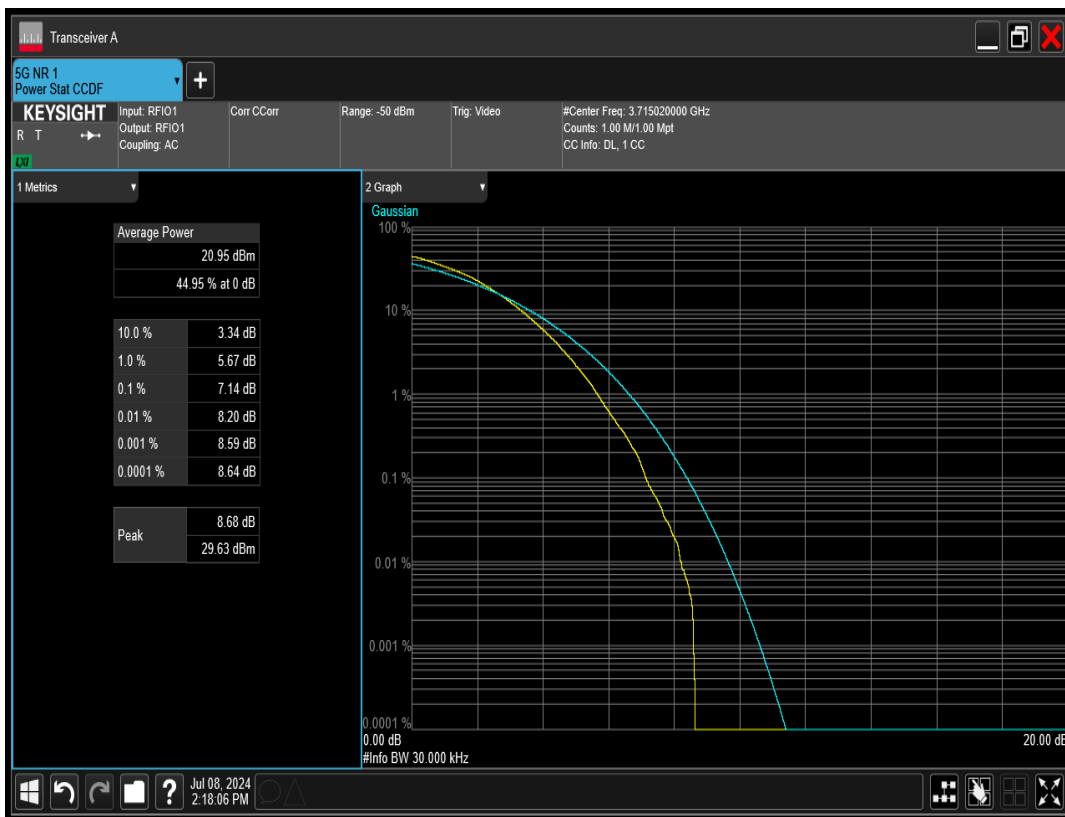 Transceiver A
5G NR 1
Power Stat CCDF
+
KEYSIGHT
R T
LXI
Input: RFIO1
Output: RFIO1
Coupling: AC
Corr CCorr
Range: -50 dBm
Trig: Video
#Center Freq: 3.715020000 GHz
Counts: 1.00 M/1.00 Mpt
CC Info: DL, 1 CC
1 Metrics
Average Power
20.95 dBm
44.95 % at 0 dB
10.0 % 3.34 dB
1.0 % 5.67 dB
0.1 % 7.14 dB
0.01 % 8.20 dB
0.001 % 8.59 dB
0.0001 % 8.64 dB
Peak
8.68 dB
29.63 dBm
2 Graph
Gaussian
100 %
10 %
1 %
0.1 %
0.01 %
0.001 %
0.0001 %
0.00 dB
20.00 dB
#Info BW 30.000 kHz
?
Jul 08, 2024
2:18:06 PM